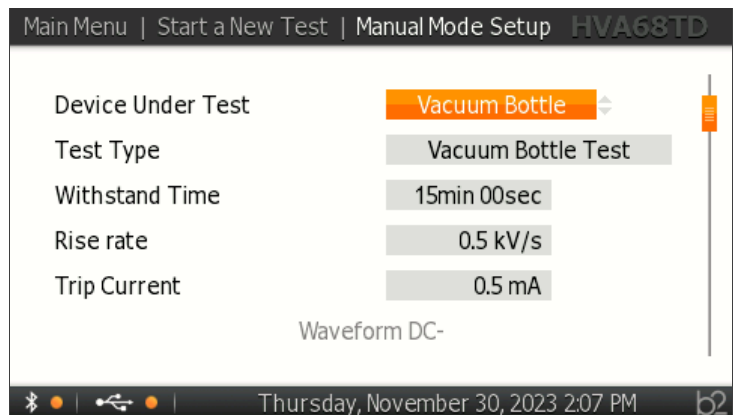 Main Menu | Start a New Test | Manual Mode Setup HVA68TD
Device Under Test Vacuum Bottle
Test Type Vacuum Bottle Test
Withstand Time 15min 00sec
Rise rate 0.5 kV/s
Trip Current 0.5 mA
Waveform DC-
Thursday, November 30, 2023 2:07 PM b2